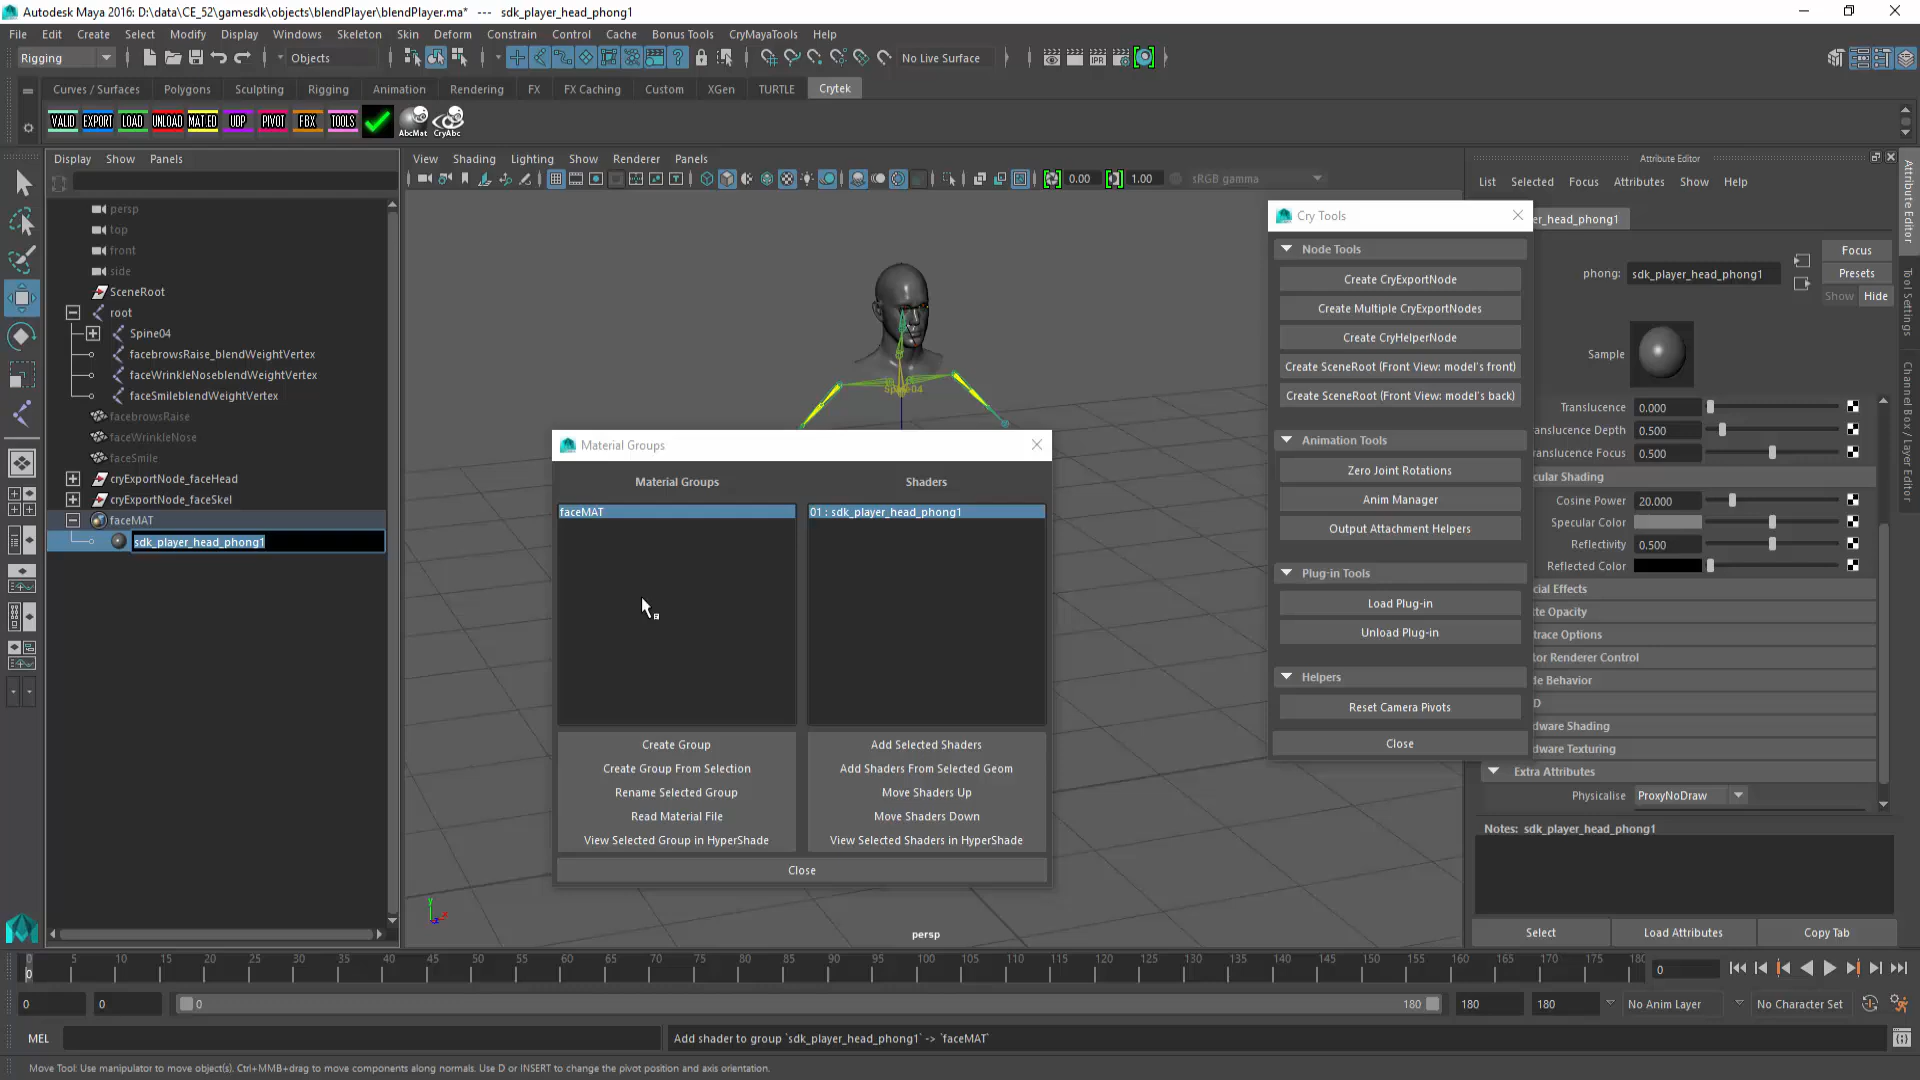 Autodesk Maya 2016: D:\data\CE_52\gamesdk\objects\blendPlayer\blendPlayer.ma* --- sdk_player_head_phong1
File Edit Create Select Modify Display Windows Skeleton Skin Deform Constrain Control Cache Bonus Tools CryMayaTools Help
Rigging Objects No Live Surface
Curves / Surfaces Polygons Sculpting Rigging Animation Rendering FX FX Caching Custom XGen TURTLE Crytek
VALID EXPORT LOAD UNLOAD MAT.ED UDP PIVOT FBX TOOLS AbcMat CryAbc
Display Show Panels
View Shading Lighting Show Renderer Panels
0.00 1.00 sRGB gamma
persp
top
front
side
SceneRoot
root
Spine04
facebrowsRaise_blendWeightVertex
faceWrinkleNoseblendWeightVertex
faceSmileblendWeightVertex
facebrowsRaise
faceWrinkleNose
faceSmile
cryExportNode_faceHead
cryExportNode_faceSkel
faceMAT
sdk_player_head_phong1
Spine04
persp
Material Groups
Material Groups Shaders
faceMAT 01 : sdk_player_head_phong1
Create Group Add Selected Shaders
Create Group From Selection Add Shaders From Selected Geom
Rename Selected Group Move Shaders Up
Read Material File Move Shaders Down
View Selected Group in HyperShade View Selected Shaders in HyperShade
Close
Cry Tools
Node Tools
Create CryExportNode
Create Multiple CryExportNodes
Create CryHelperNode
Create SceneRoot (Front View: model's front)
Create SceneRoot (Front View: model's back)
Animation Tools
Zero Joint Rotations
Anim Manager
Output Attachment Helpers
Plug-in Tools
Load Plug-in
Unload Plug-in
Helpers
Reset Camera Pivots
Close
Attribute Editor
List Selected Focus Attributes Show Help
er_head_phong1
Focus
phong: sdk_player_head_phong1 Presets
Show Hide
Sample
Translucence 0.000
anslucence Depth 0.500
anslucence Focus 0.500
cular Shading
Cosine Power 20.000
Specular Color
Reflectivity 0.500
Reflected Color
cial Effects
tte Opacity
trace Options
tor Renderer Control
de Behavior
D
dware Shading
dware Texturing
Extra Attributes
Physicalise ProxyNoDraw
Notes: sdk_player_head_phong1
Select Load Attributes Copy Tab
Attribute Editor
Tool Settings
Channel Box / Layer Editor
0 5 10 15 20 25 30 35 40 45 50 55 60 65 70 75 80 85 90 95 100 105 110 115 120 125 130 135 140 145 150 155 160 165 170 175 180
0 0
0 0 0 180 180 180 No Anim Layer No Character Set
MEL Add shader to group `sdk_player_head_phong1` -> `faceMAT`
Move Tool: Use manipulator to move object(s). Ctrl+MMB+drag to move components along normals. Use D or INSERT to change the pivot position and axis orientation.